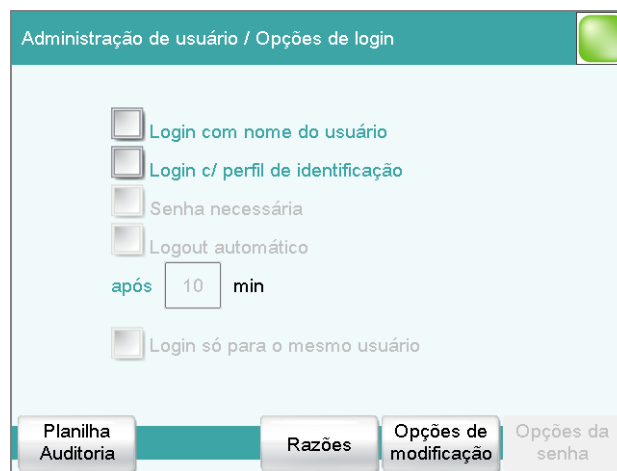 Administração de usuário / Opções de login
Login com nome do usuário
Login c/ perfil de identificação
Senha necessária
Logout automático
após 10 min
Login só para o mesmo usuário
Planilha
Auditoria
Razões
Opções de
modificação
Opções da
senha